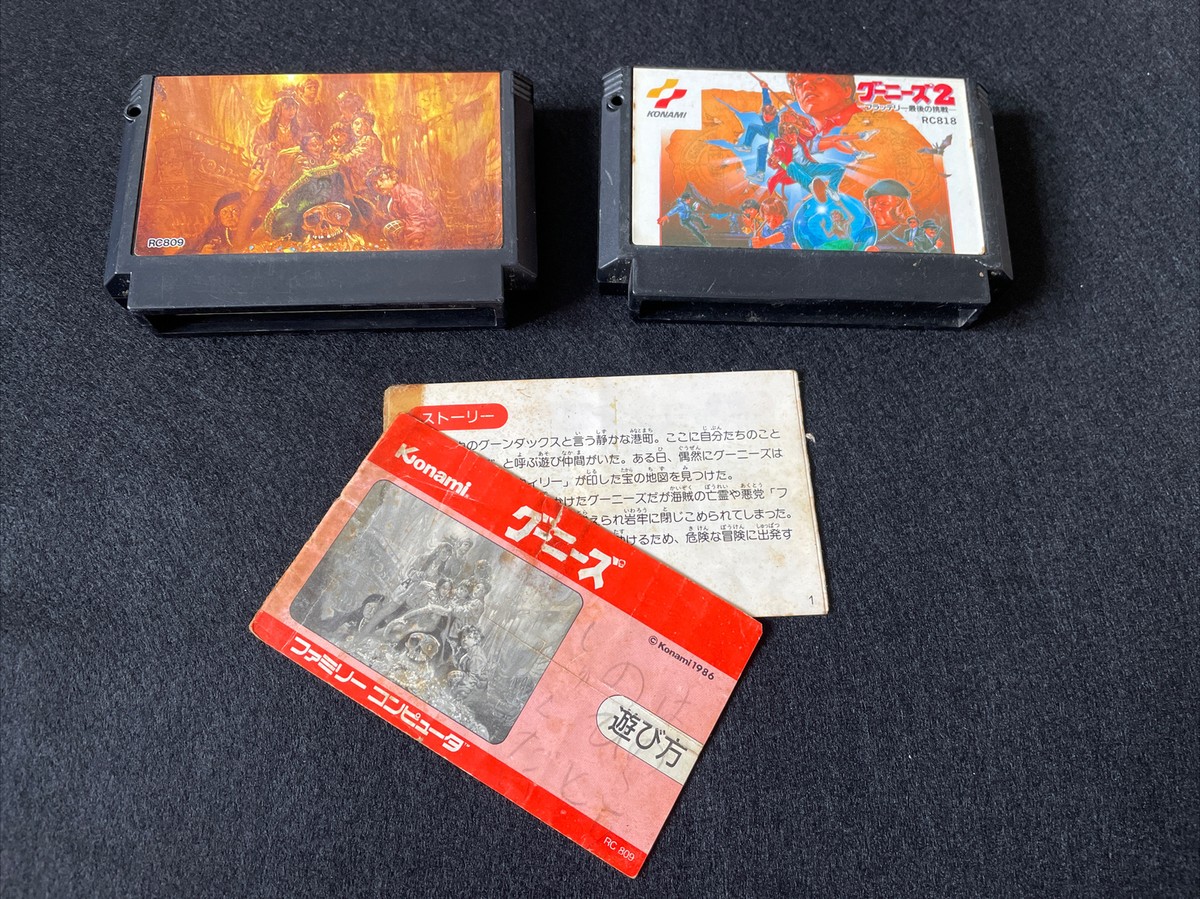 RC809
KONAMI
グーニーズ2
—フラッテリー最後の挑戦—
RC818
ストーリー
のグーンダックスと言う静かな港町。ここに自分たちのこと
と呼ぶ遊び仲間がいた。ある日、偶然にグーニーズは
ィリー」が印した宝の地図を見つけた。
けたグーニーズだが海賊の亡霊や悪党「フ
えられ岩牢に閉じこめられてしまった。
けるため、危険な冒険に出発す
1
Konami
グーニーズ
©Konami 1986
遊び方
ファミリー コンピュータ™
RC 809